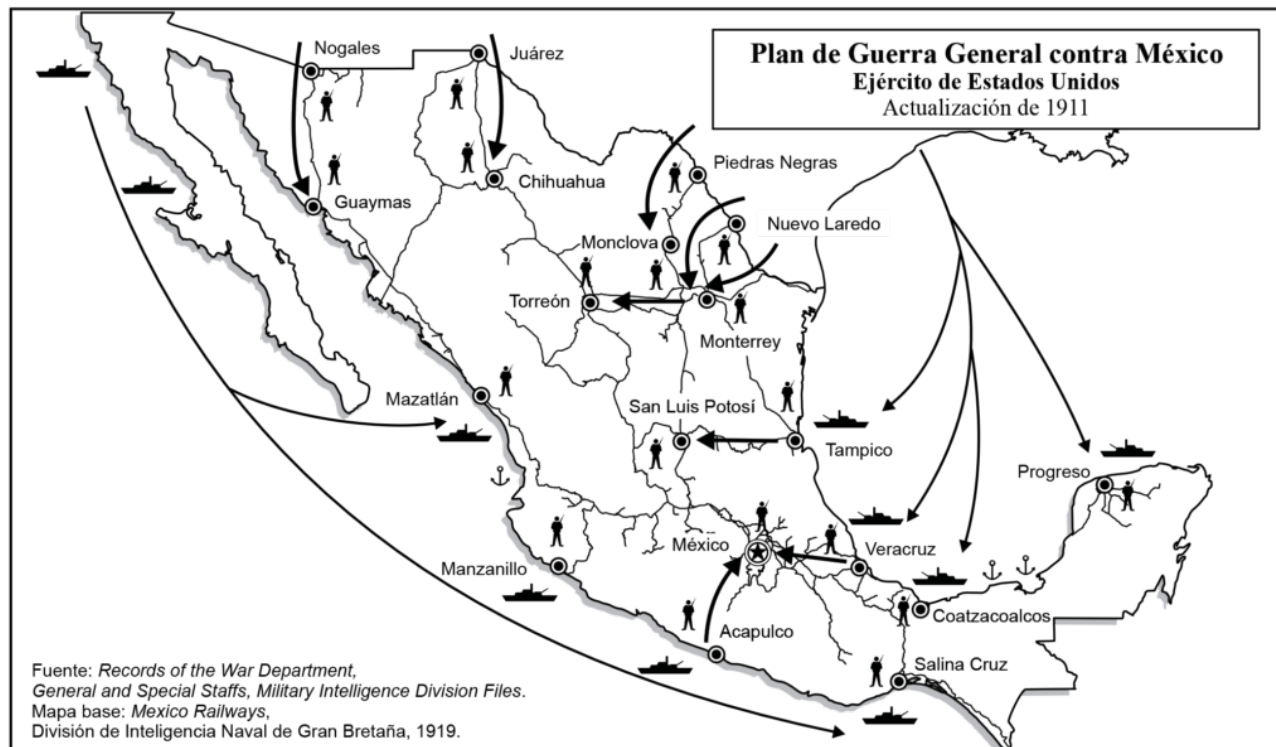 Plan de Guerra General contra México
Ejército de Estados Unidos
Actualización de 1911
Nogales
Juárez
Piedras Negras
Chihuahua
Guaymas
Nuevo Laredo
Monclova
Torreón
Monterrey
Mazatlán
San Luis Potosí
Tampico
Progreso
México
Veracruz
Manzanillo
Coatzacoalcos
Acapulco
Salina Cruz
Fuente: Records of the War Department,
General and Special Staffs, Military Intelligence Division Files.
Mapa base: Mexico Railways,
División de Inteligencia Naval de Gran Bretaña, 1919.